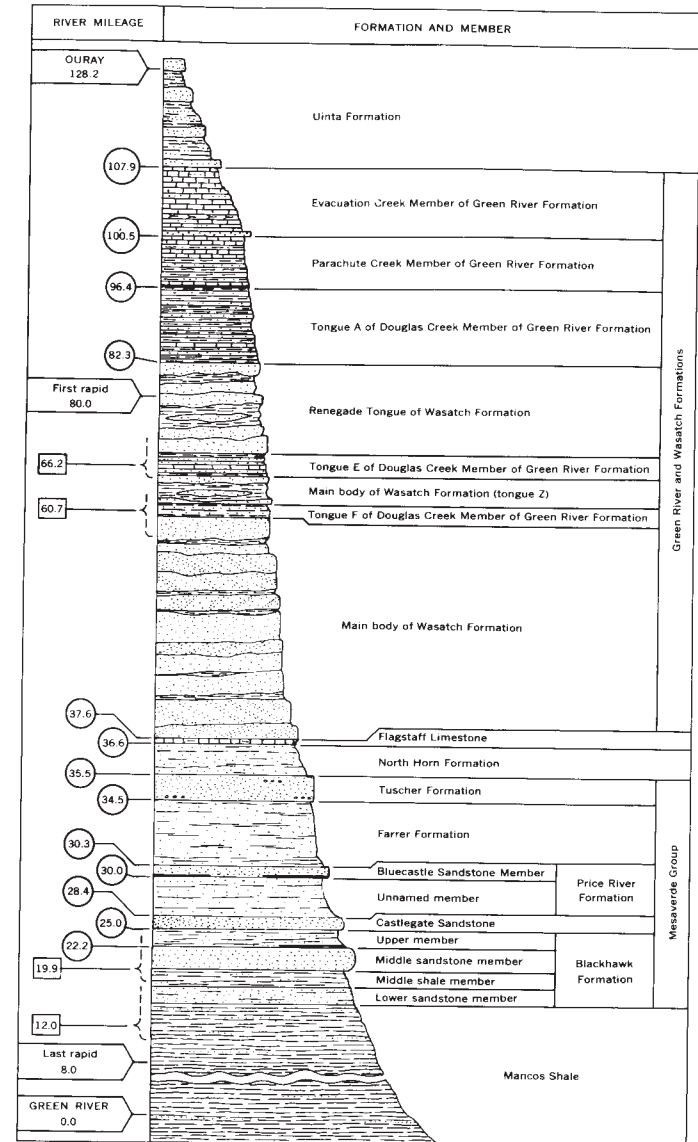 RIVER MILEAGE
FORMATION AND MEMBER
OURAY
128.2
Uinta Formation
107.9
Evacuation Creek Member of Green River Formation
100.5
Parachute Creek Member of Green River Formation
96.4
Tongue A of Douglas Creek Member of Green River Formation
82.3
First rapid
80.0
Renegade Tongue of Wasatch Formation
66.2
Tongue E of Douglas Creek Member of Green River Formation
Main body of Wasatch Formation (tongue Z)
60.7
Tongue F of Douglas Creek Member of Green River Formation
Green River and Wasatch Formations
Main body of Wasatch Formation
37.6
Flagstaff Limestone
36.6
North Horn Formation
35.5
Tuscher Formation
34.5
Farrer Formation
30.3
Bluecastle Sandstone Member
30.0
Unnamed member
Price River
Formation
28.4
Castlegate Sandstone
25.0
Upper member
22.2
Middle sandstone member
19.9
Middle shale member
Blackhawk
Formation
Lower sandstone member
Mesaverde Group
12.0
Last rapid
8.0
Mancos Shale
GREEN RIVER
0.0